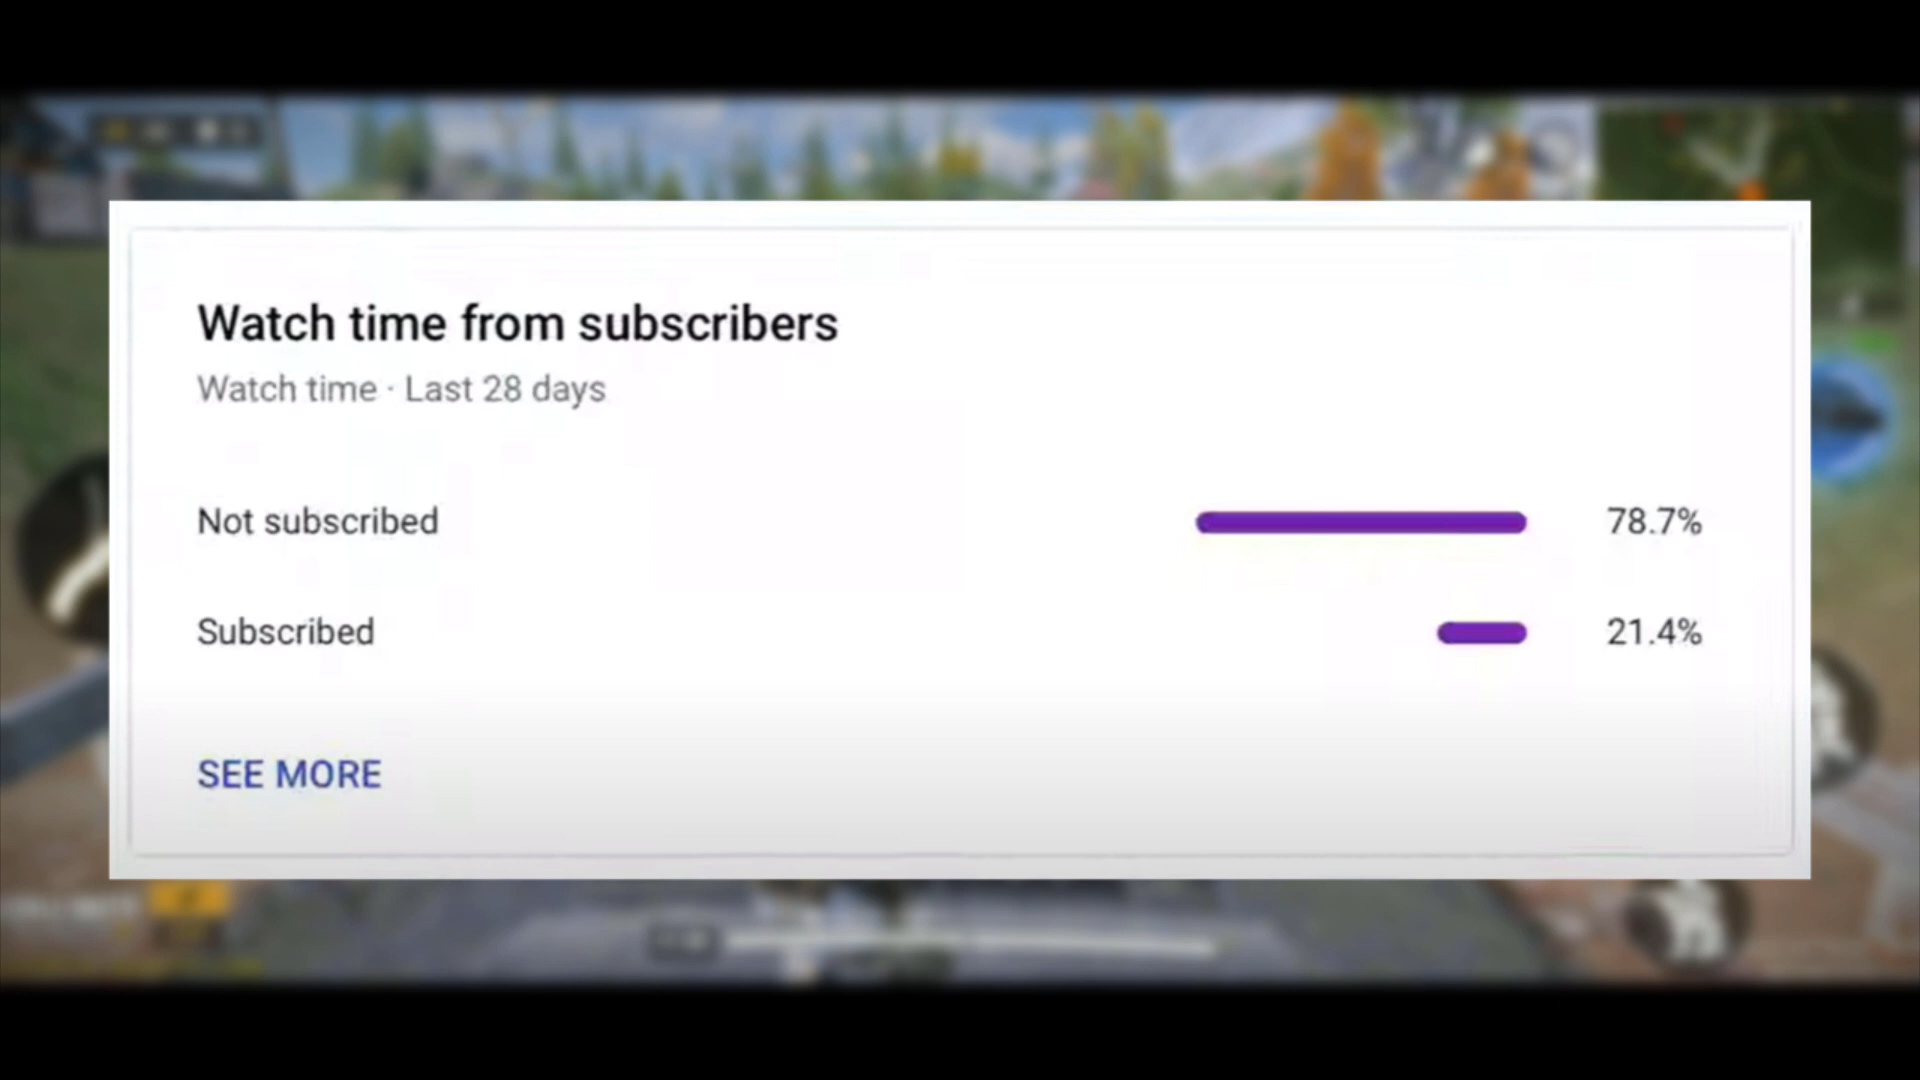 Watch time from subscribers
Watch time · Last 28 days
Not subscribed 78.7%
Subscribed 21.4%
SEE MORE